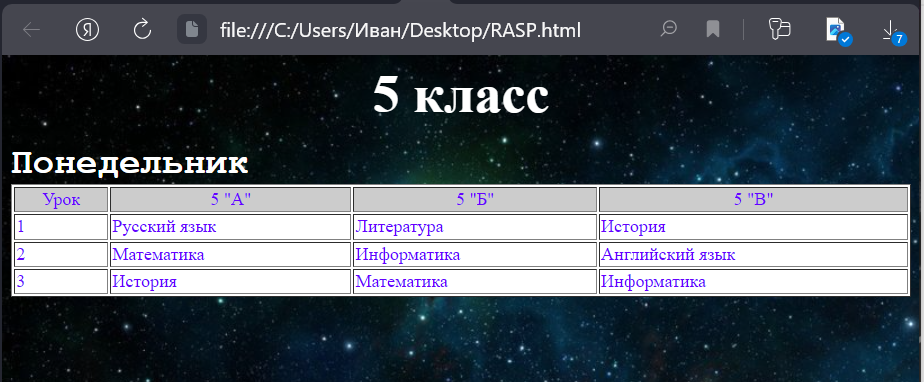 Я file:///C:/Users/Иван/Desktop/RASP.html 7
5 класс
Понедельник
Урок 5 "А" 5 "Б" 5 "В"
1 Русский язык Литература История
2 Математика Информатика Английский язык
3 История Математика Информатика